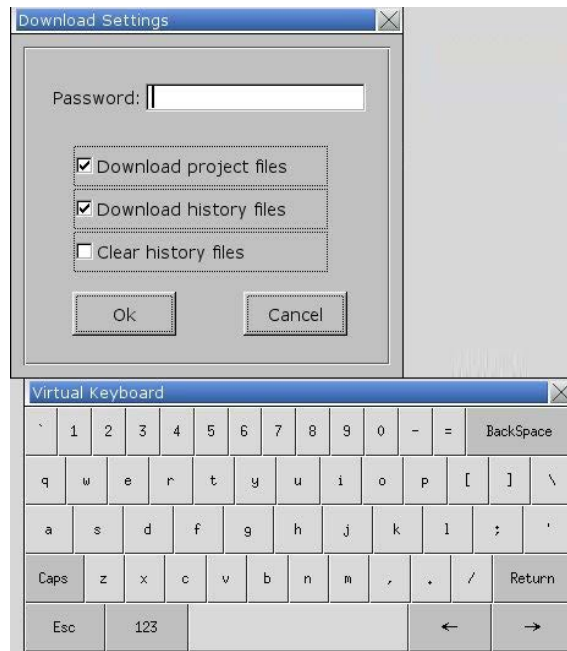 Download Settings
Password:
Download project files
Download history files
Clear history files
Ok Cancel
Virtual Keyboard
` 1 2 3 4 5 6 7 8 9 0 - = BackSpace
q w e r t y u i o p [ ] \
a s d f g h j k l ; '
Caps z x c v b n m , . / Return
Esc 123 ← →